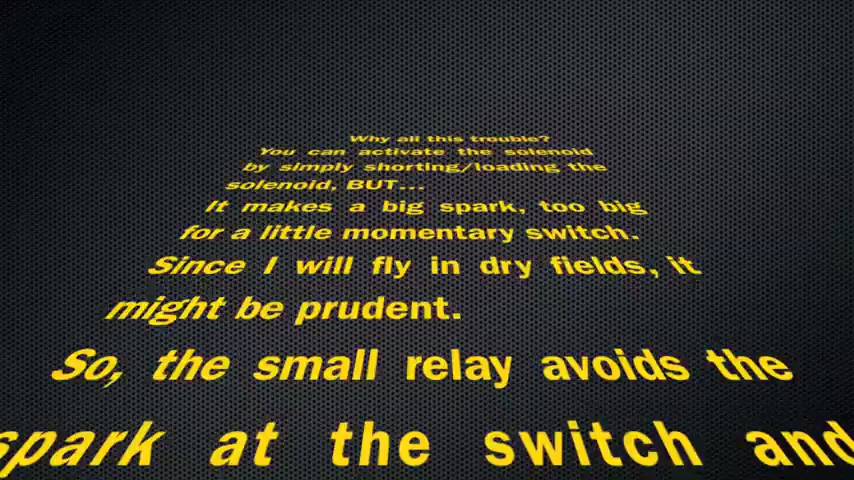 Why all this trouble?
You can activate the solenoid
by simply shorting/loading the
solenoid, BUT...
It makes a big spark, too big
for a little momentary switch.
Since I will fly in dry fields, it
might be prudent.
So, the small relay avoids the
spark at the switch and